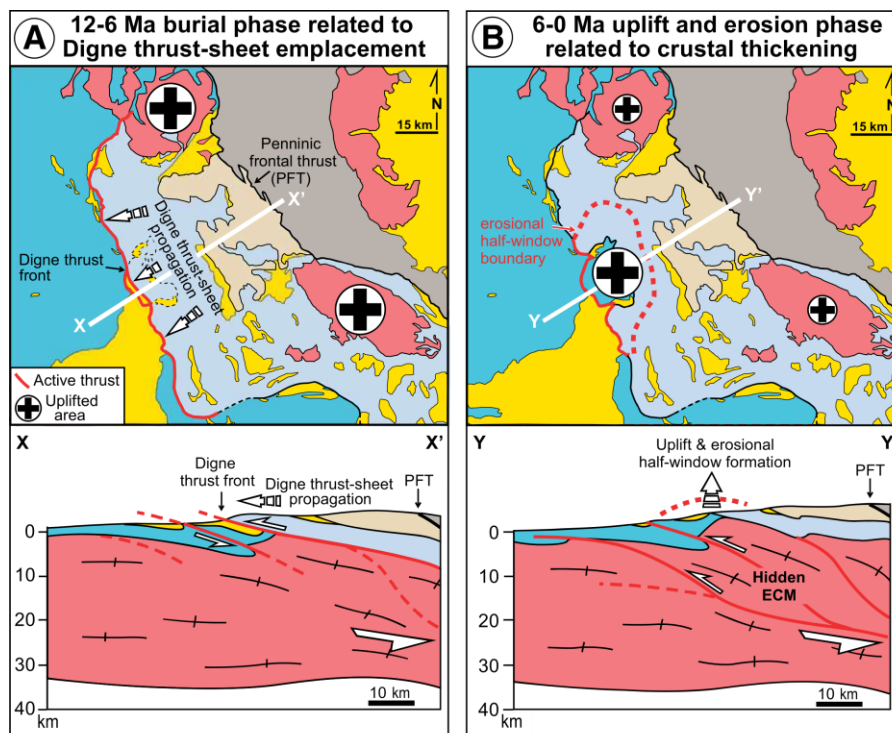 A
12-6 Ma burial phase related to
Digne thrust-sheet emplacement
N
15 km
Penninic
frontal thrust
(PFT)
X'
Digne thrust-sheet
propagation
Digne thrust
front
X
Active thrust
Uplifted
area
X
X'
Digne
thrust front
Digne thrust-sheet
propagation
PFT
0
10
20
30
40
km
10 km
B
6-0 Ma uplift and erosion phase
related to crustal thickening
N
15 km
Y'
erosional
half-window
boundary
Y
Y
Y
Uplift & erosional
half-window formation
PFT
0
10
20
30
40
km
Hidden
ECM
10 km